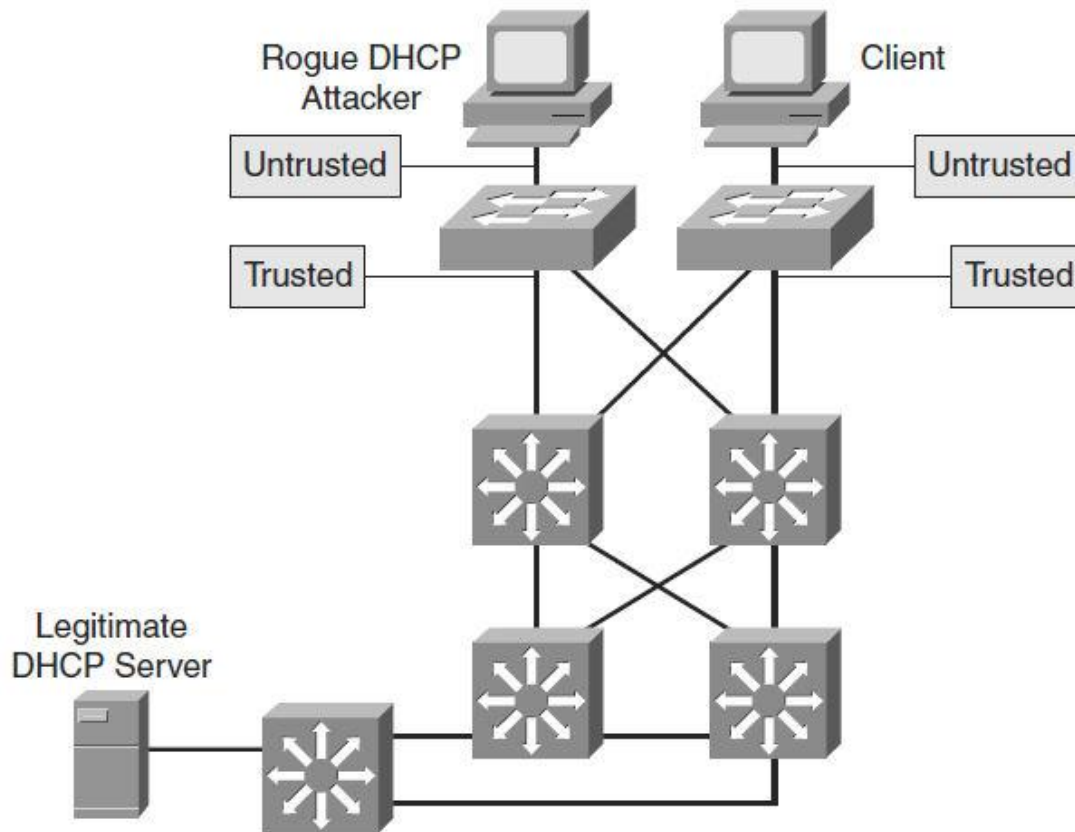 Rogue DHCP
Attacker
Client
Untrusted
Untrusted
Trusted
Trusted
Legitimate
DHCP Server